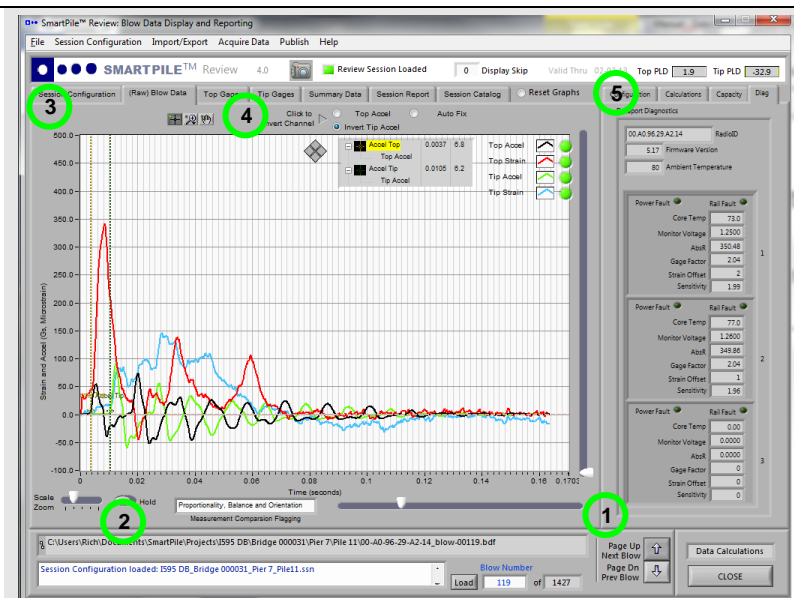 SmartPile™ Review: Blow Data Display and Reporting
File Session Configuration Import/Export Acquire Data Publish Help
SMARTPILE™ Review 4.0 Review Session Loaded 0 Display Skip Valid Thru Top PLD 1.9 Tip PLD -32.9
Session Configuration (Raw) Blow Data Top Gages Tip Gages Summary Data Session Report Session Catalog Reset Graphs Calculations Capacity Diag
3
4
5
Click to
Invert Channel
Top Accel Auto Fix
Invert Tip Accel
Accel Top 0.0037 6.8
Top Accel
Accel Tip 0.0106 6.2
Tip Accel
Top Accel
Top Strain
Tip Accel
Tip Strain
Strain and Accel (Gs, Microstrain)
500.0
450.0
400.0
350.0
300.0
250.0
200.0
150.0
100.0
50.0
0.0
-50.0
-100.0
0 0.02 0.04 0.06 0.08 0.1 0.12 0.14 0.16 0.1703
Time (seconds)
Scale
Zoom
Hold
2
Proportionality, Balance and Orientation
Measurement Comparsion Flagging
1
Diagnostics
00.A0.96.29.A2.14 RadioID
5.17 Firmware Version
80 Ambient Temperature
Power Fault Rail Fault
Core Temp 73.0
Monitor Voltage 1.2500
AbsR 350.48
Gage Factor 2.04
Strain Offset 2
Sensitivity 1.99
1
Power Fault Rail Fault
Core Temp 77.0
Monitor Voltage 1.2600
AbsR 349.86
Gage Factor 2.04
Strain Offset 1
Sensitivity 1.96
2
Power Fault Rail Fault
Core Temp 0.00
Monitor Voltage 0.0000
AbsR 0.0000
Gage Factor 0
Strain Offset 0
Sensitivity 0
3
C:\Users\Rich\Documents\SmartPile\Projects\I595 DB\Bridge 000031\Pier 7\Pile 11\00-A0-96-29-A2-14_blow-00119.bdf
Session Configuration loaded: I595 DB_Bridge 000031_Pier 7_Pile11.ssn
Blow Number
Load 119 of 1427
Page Up
Next Blow
Page Dn
Prev Blow
Data Calculations
CLOSE